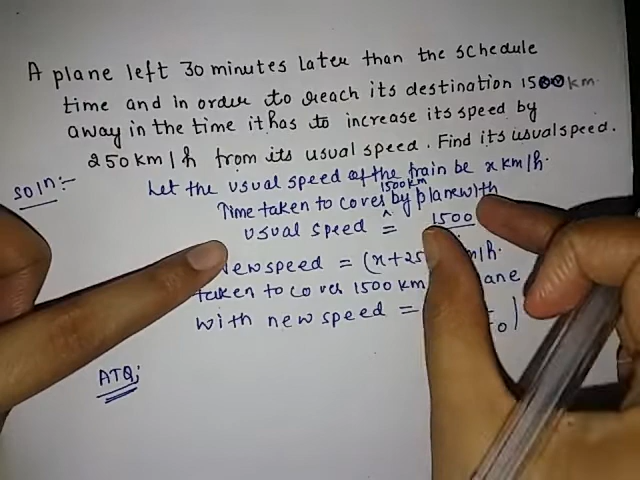 A plane left 30 minutes later than the schedule
time and in order to reach its destination 1500 km
away in the time it has to increase its speed by
250 km/h from its usual speed. Find its usual speed.
Soln:-
Let the usual speed of the train be x km/h.
1500km
Time taken to cover ^ by plane with
usual speed = 1500
New speed = (x+25 m/h.
taken to cover 1500 km ane
with new speed =
ATQ;